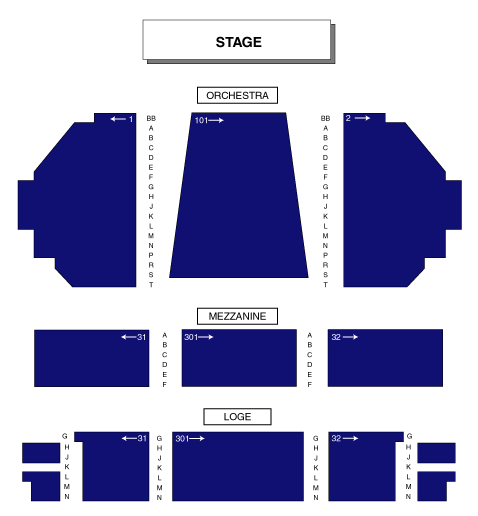 STAGE
ORCHESTRA
1 BB 101 BB 2
A A
B B
C C
D D
E E
F F
G G
H H
J J
K K
L L
M M
N N
P P
R R
S S
T T
MEZZANINE
31 A 301 A 32
B B
C C
D D
E E
F F
LOGE
G 31 G 301 G 32 G
H H H H
J J J J
K K K K
L L L L
M M M M
N N N N